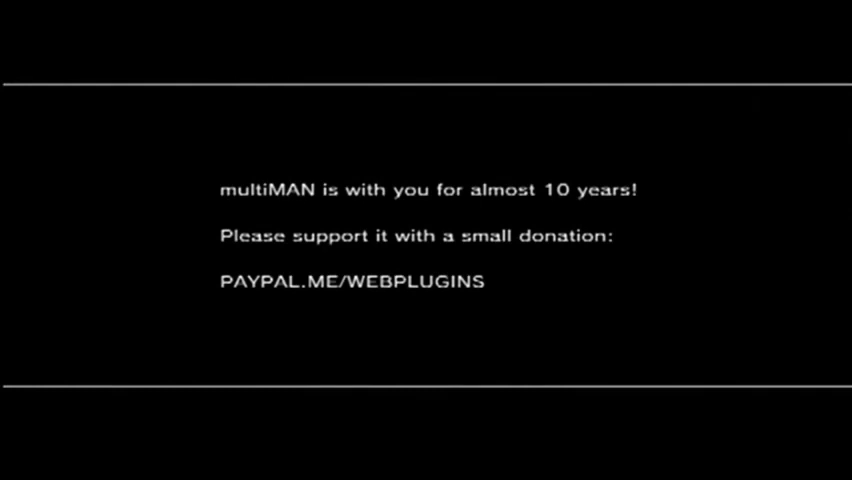 multiMAN is with you for almost 10 years!
Please support it with a small donation:
PAYPAL.ME/WEBPLUGINS